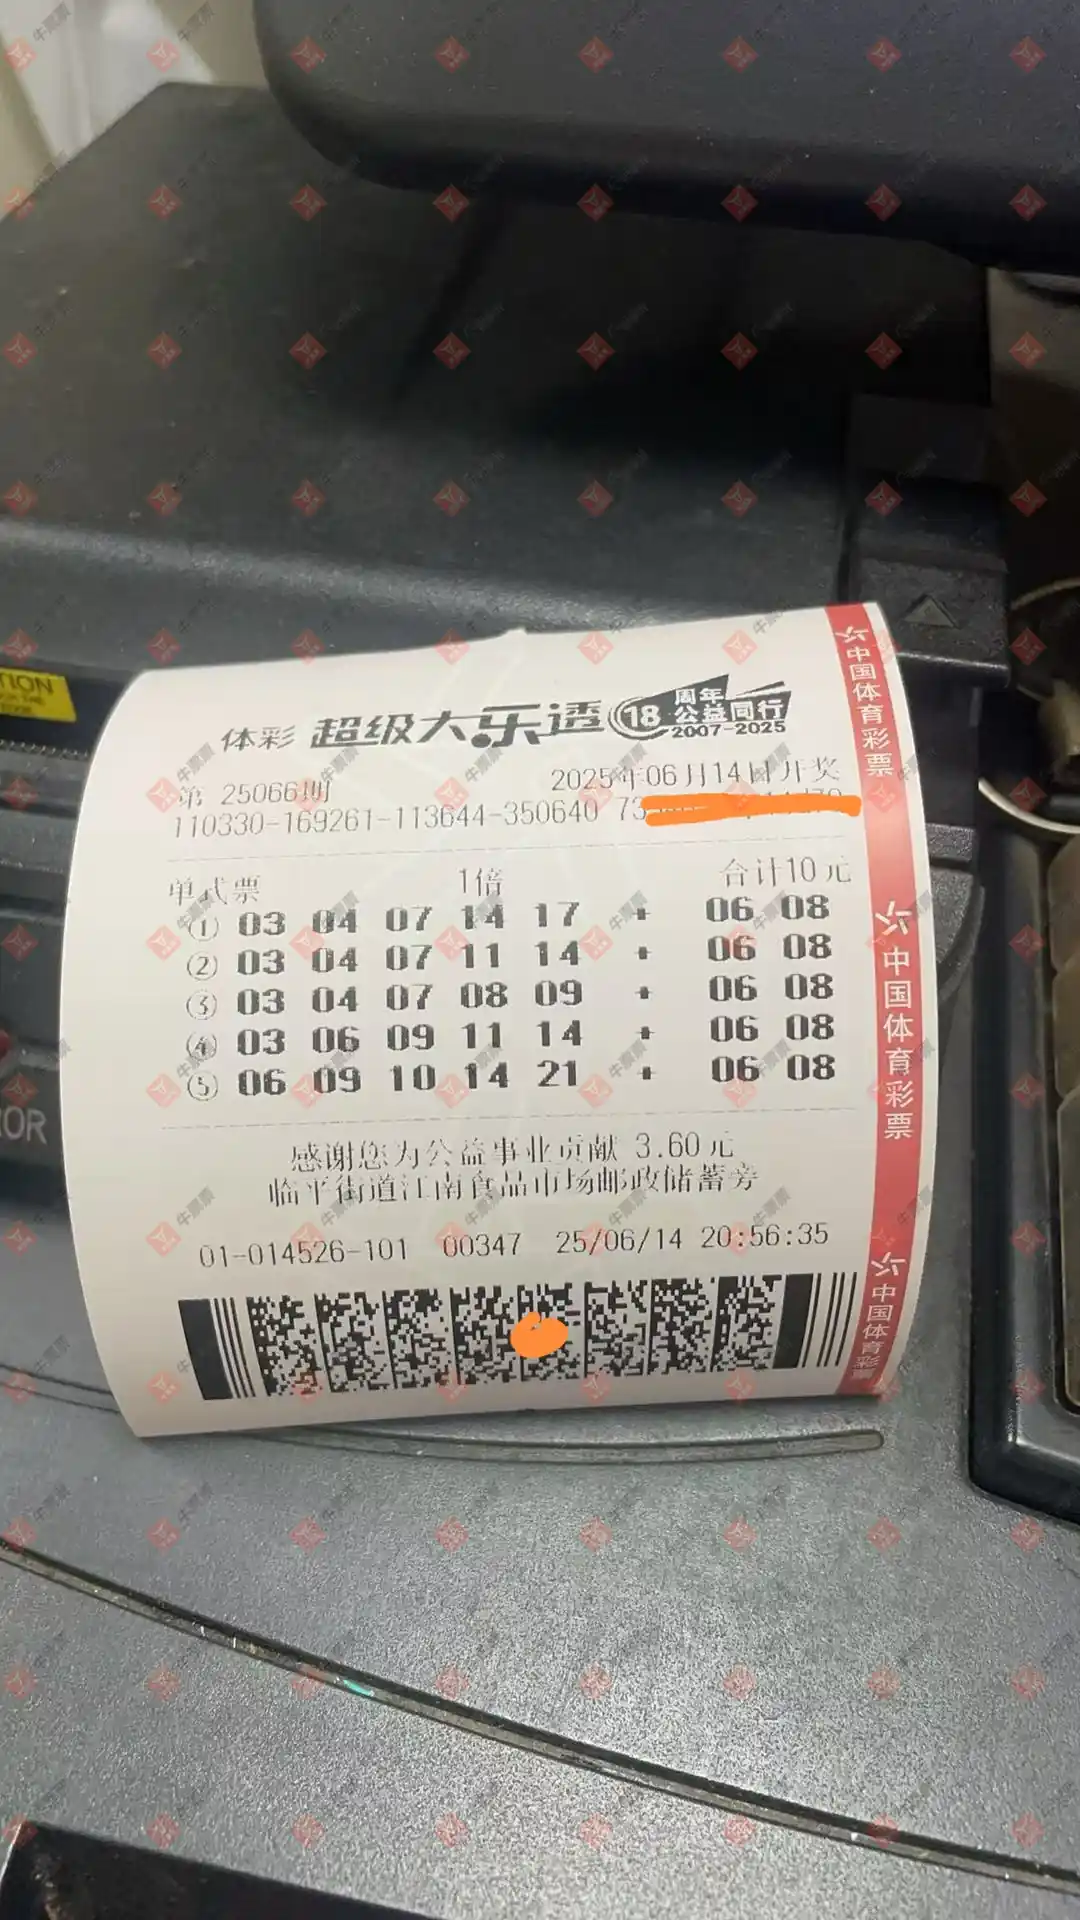 TION
ROR
体彩 超级大乐透 18 周年 公益同行 2007-2025
第 25066期 2025年06月14日开奖
110330-169261-113644-350640 73
单式票 1倍 合计10元
① 03 04 07 14 17 + 06 08
② 03 04 07 11 14 + 06 08
③ 03 04 07 08 09 + 06 08
④ 03 06 09 11 14 + 06 08
⑤ 06 09 10 14 21 + 06 08
感谢您为公益事业贡献 3.60元
临平街道江南食品市场邮政储蓄旁
01-014526-101 00347 25/06/14 20:56:35
中国体育彩票
中国体育彩票
中国体育彩票
牛票票